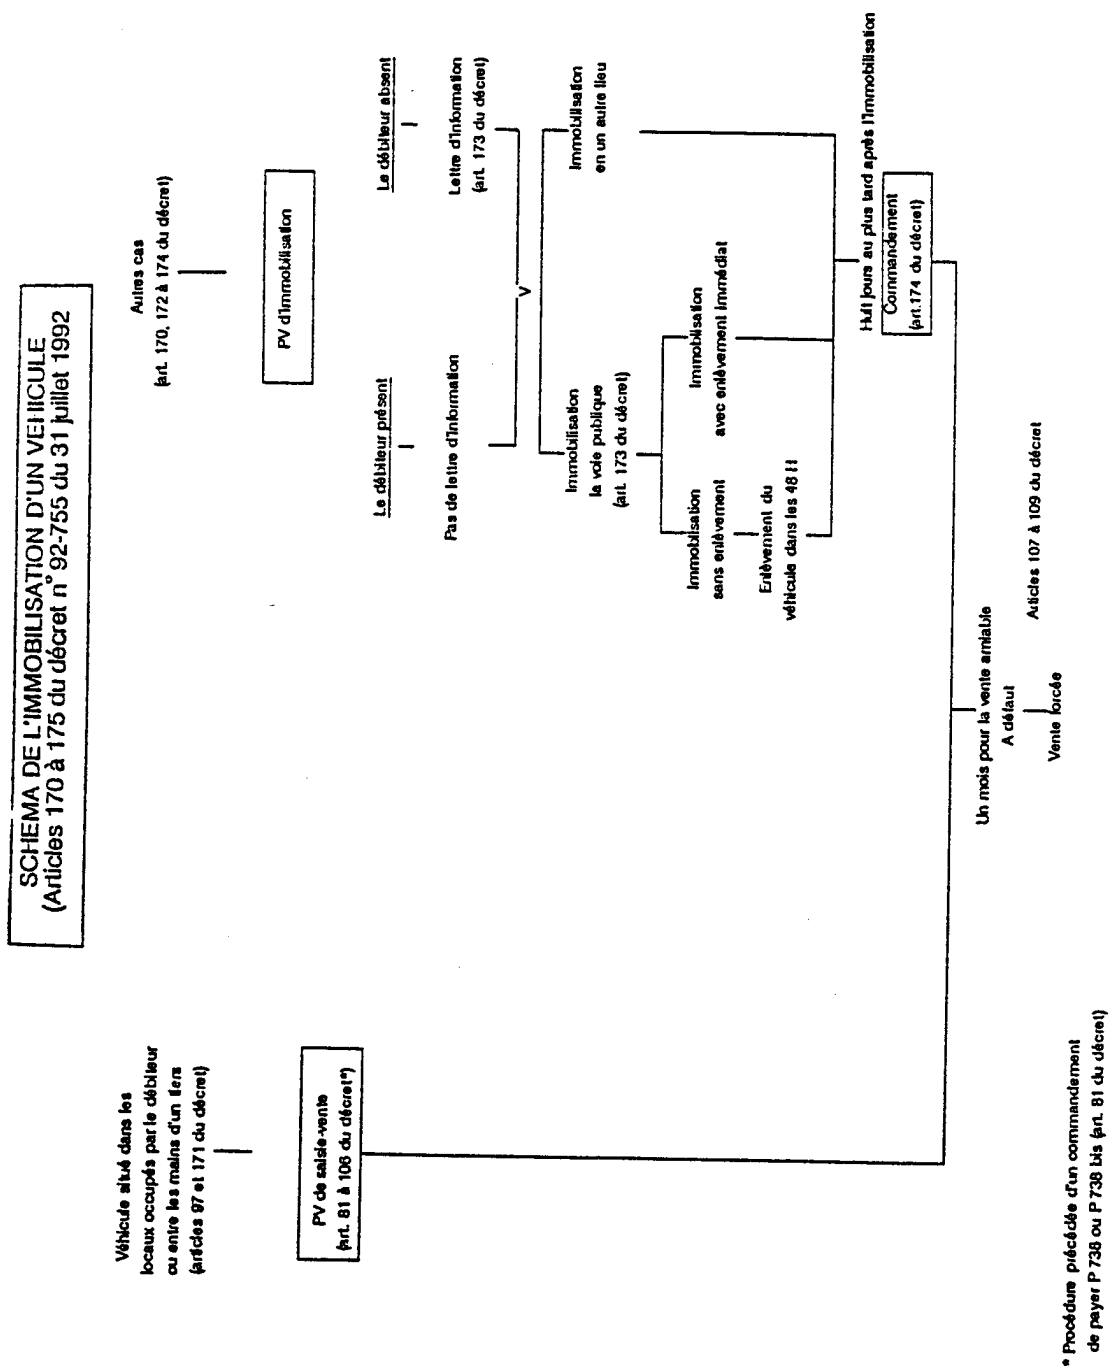 SCHEMA DE L'IMMOBILISATION D'UN VEHICULE
(Articles 170 à 175 du décret n° 92-755 du 31 juillet 1992
Véhicule situé dans les
locaux occupés par le débiteur
ou entre les mains d'un tiers
(articles 97 et 171 du décret)
PV de saisie-vente
(art. 81 à 106 du décret*)
Autres cas
(art. 170, 172 à 174 du décret)
PV d'immobilisation
Le débiteur présent
Pas de lettre d'information
Le débiteur absent
Lettre d'information
(art. 173 du décret)
V
Immobilisation
la voie publique
(art. 173 du décret)
Immobilisation
en un autre lieu
Immobilisation
sans enlèvement
Enlèvement du
véhicule dans les 48 H
Immobilisation
avec enlèvement immédiat
Huit jours au plus tard après l'immobilisation
Commandement
(art.174 du décret)
Un mois pour la vente amiable
A défaut
Vente forcée
Articles 107 à 109 du décret
* Procédure précédée d'un commandement
de payer P 738 ou P 738 bis (art. 81 du décret)